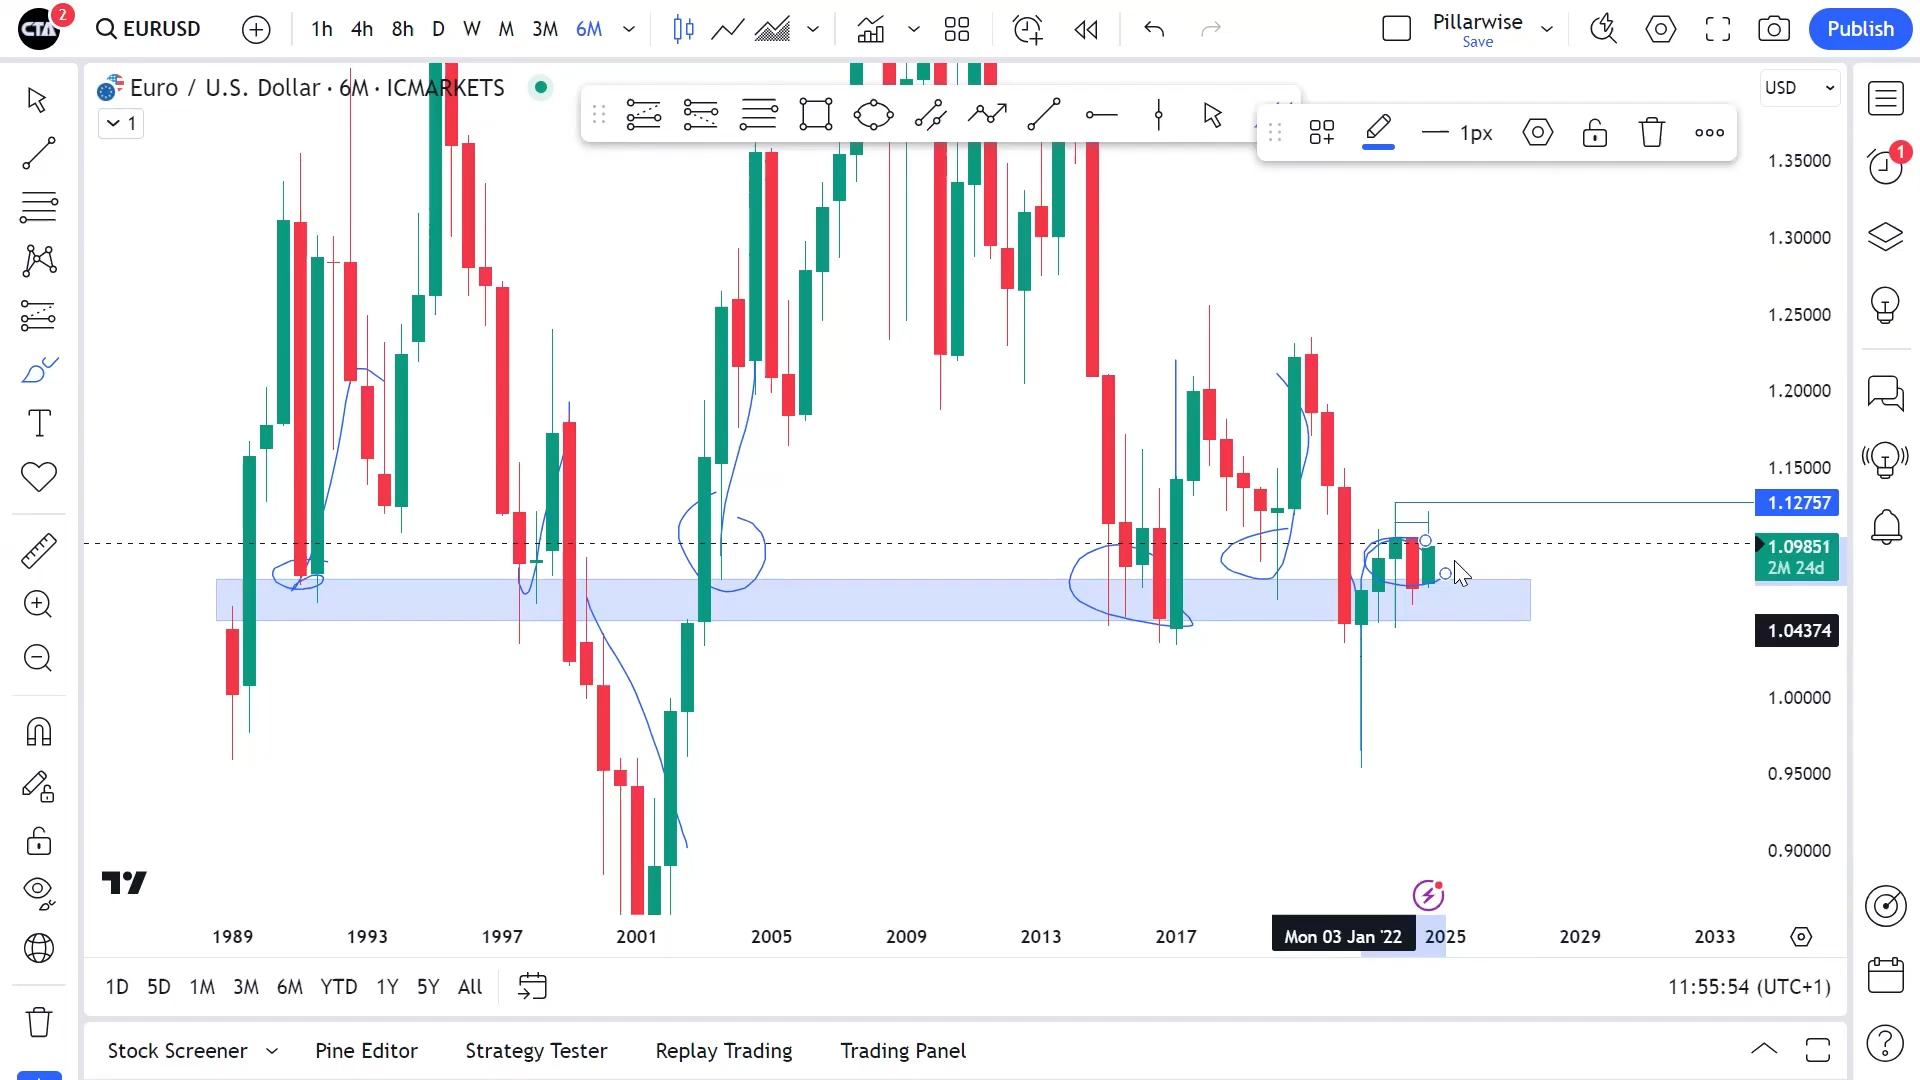 CTA 2 EURUSD 1h 4h 8h D W M 3M 6M Pillarwise Publish
Save
Euro / U.S. Dollar · 6M · ICMARKETS USD
1
1px
1
1.35000
1.30000
1.25000
1.20000
1.15000
1.12757
1.09851
2M 24d
1.04374
1.00000
0.95000
0.90000
1989 1993 1997 2001 2005 2009 2013 2017 Mon 03 Jan '22 2025 2029 2033
1D 5D 1M 3M 6M YTD 1Y 5Y All 11:55:54 (UTC+1)
Stock Screener Pine Editor Strategy Tester Replay Trading Trading Panel